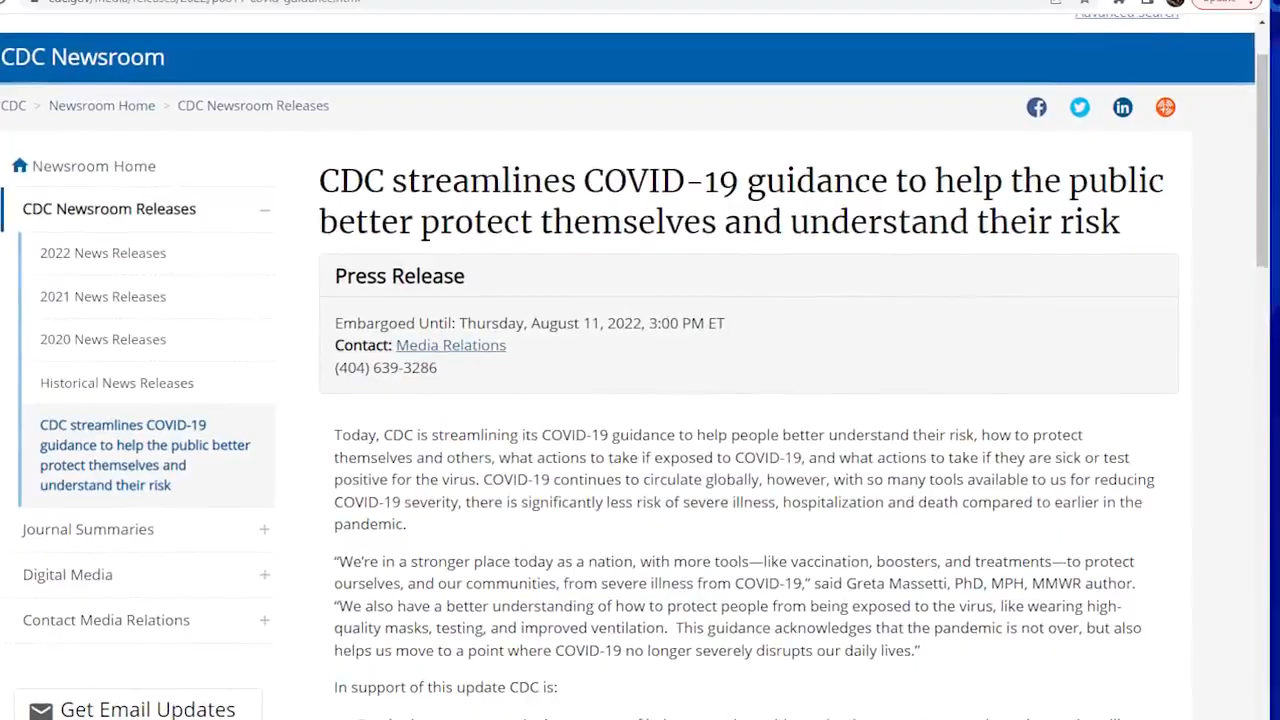 Advanced Search
CDC Newsroom
CDC > Newsroom Home > CDC Newsroom Releases
Newsroom Home
CDC Newsroom Releases
2022 News Releases
2021 News Releases
2020 News Releases
Historical News Releases
CDC streamlines COVID-19
guidance to help the public better
protect themselves and
understand their risk
Journal Summaries
Digital Media
Contact Media Relations
Get Email Updates
CDC streamlines COVID-19 guidance to help the public
better protect themselves and understand their risk
Press Release
Embargoed Until: Thursday, August 11, 2022, 3:00 PM ET
Contact: Media Relations
(404) 639-3286
Today, CDC is streamlining its COVID-19 guidance to help people better understand their risk, how to protect
themselves and others, what actions to take if exposed to COVID-19, and what actions to take if they are sick or test
positive for the virus. COVID-19 continues to circulate globally, however, with so many tools available to us for reducing
COVID-19 severity, there is significantly less risk of severe illness, hospitalization and death compared to earlier in the
pandemic.
“We’re in a stronger place today as a nation, with more tools—like vaccination, boosters, and treatments—to protect
ourselves, and our communities, from severe illness from COVID-19,” said Greta Massetti, PhD, MPH, MMWR author.
“We also have a better understanding of how to protect people from being exposed to the virus, like wearing high-
quality masks, testing, and improved ventilation.  This guidance acknowledges that the pandemic is not over, but also
helps us move to a point where COVID-19 no longer severely disrupts our daily lives.”
In support of this update CDC is: